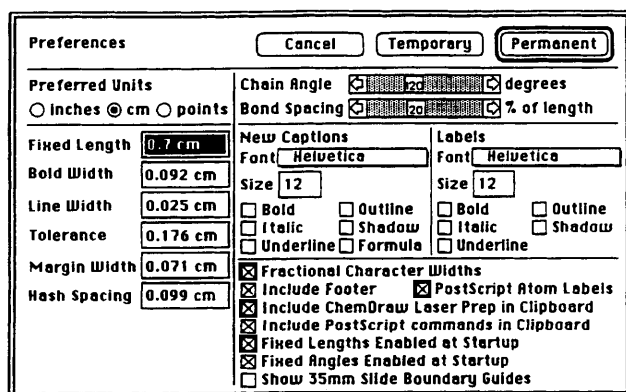 Preferences Cancel Temporary Permanent
Preferred Units
inches cm points
Chain Angle 120 degrees
Bond Spacing 20 % of length
Fixed Length 0.7 cm
Bold Width 0.092 cm
Line Width 0.025 cm
Tolerance 0.176 cm
Margin Width 0.071 cm
Hash Spacing 0.099 cm
New Captions
Font Helvetica
Size 12
Bold Outline
Italic Shadow
Underline Formula
Labels
Font Helvetica
Size 12
Bold Outline
Italic Shadow
Underline
Fractional Character Widths
Include Footer PostScript Atom Labels
Include ChemDraw Laser Prep in Clipboard
Include PostScript commands in Clipboard
Fixed Lengths Enabled at Startup
Fixed Angles Enabled at Startup
Show 35mm Slide Boundary Guides